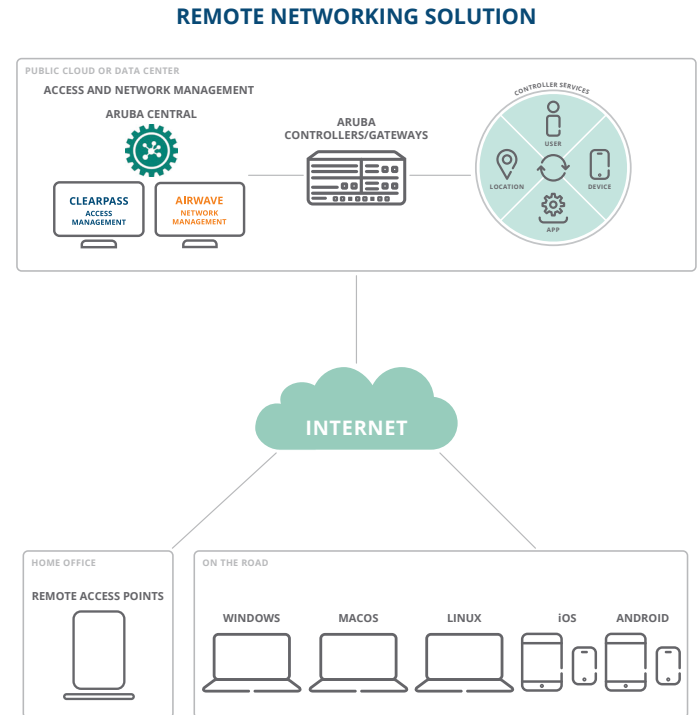 REMOTE NETWORKING SOLUTION
PUBLIC CLOUD OR DATA CENTER
ACCESS AND NETWORK MANAGEMENT
ARUBA CENTRAL
CLEARPASS
ACCESS
MANAGEMENT
AIRWAVE
NETWORK
MANAGEMENT
ARUBA
CONTROLLERS/GATEWAYS
CONTROLLER SERVICES
USER
LOCATION
DEVICE
APP
INTERNET
HOME OFFICE
REMOTE ACCESS POINTS
ON THE ROAD
WINDOWS
MACOS
LINUX
iOS
ANDROID